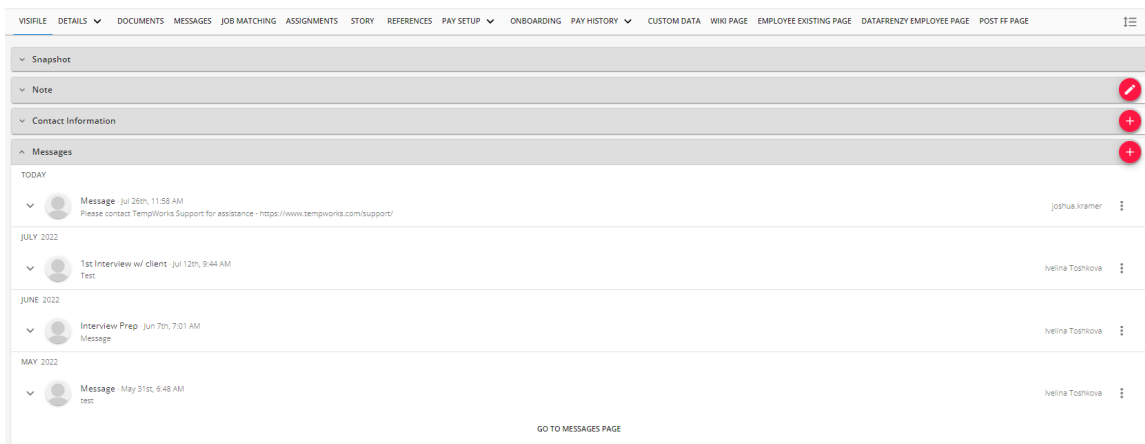 VISIFILE DETAILS DOCUMENTS MESSAGES JOB MATCHING ASSIGNMENTS STORY REFERENCES PAY SETUP ONBOARDING PAY HISTORY CUSTOM DATA WIKI PAGE EMPLOYEE EXISTING PAGE DATAFRENZY EMPLOYEE PAGE POST FF PAGE
Snapshot
Note
Contact Information
Messages
TODAY
Message · Jul 26th, 11:58 AM
Please contact TempWorks Support for assistance - https://www.tempworks.com/support/
joshua.kramer
JULY 2022
1st Interview w/ client · Jul 12th, 9:44 AM
Test
Ivelina Toshkova
JUNE 2022
Interview Prep · Jun 7th, 7:01 AM
Message
Ivelina Toshkova
MAY 2022
Message · May 31st, 6:48 AM
test
Ivelina Toshkova
GO TO MESSAGES PAGE